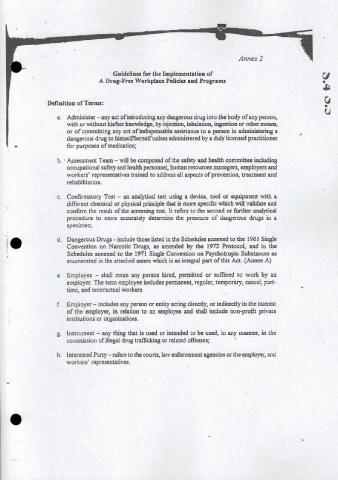 Annex 2
Guidelines for the Implementation of
A Drug-Free Workplace Policies and Programs
Definition of Terms:
a. Administer – any act of introducing any dangerous drug into the body of any person,
with or without his/her knowledge, by injection, inhalation, ingestion or other means,
or of committing any act of indispensable assistance to a person in administering a
dangerous drug to himself/herself unless administered by a duly licensed practitioner
for purposes of medication;
b. Assessment Team – will be composed of the safety and health committee including
occupational safety and health personnel, human resources managers, employers and
workers' representatives trained to address all aspects of prevention, treatment and
rehabilitation.
c. Confirmatory Test – an analytical test using a device, tool or equipment with a
different chemical or physical principle that is more specific which will validate and
confirm the result of the screening test. It refers to the second or further analytical
procedure to more accurately determine the presence of dangerous drugs in a
specimen;
d. Dangerous Drugs - include those listed in the Schedules annexed to the 1961 Single
Convention on Narcotic Drugs, as amended by the 1972 Protocol, and in the
Schedules annexed to the 1971 Single Convention on Psychotropic Substances as
enumerated in the attached annex which is an integral part of this Act. (Annex A)
e. Employee – shall mean any person hired, permitted or suffered to work by an
employer. The term employee includes permanent, regular, temporary, casual, part-
time, and contractual workers.
f. Employer – includes any person or entity acting directly, or indirectly in the interest
of the employer, in relation to an employee and shall include non-profit private
institutions or organizations.
g. Instrument – any thing that is used or intended to be used, in any manner, in the
commission of illegal drug trafficking or related offenses;
h. Interested Party – refers to the courts, law enforcement agencies or the employer, and
workers' representatives.